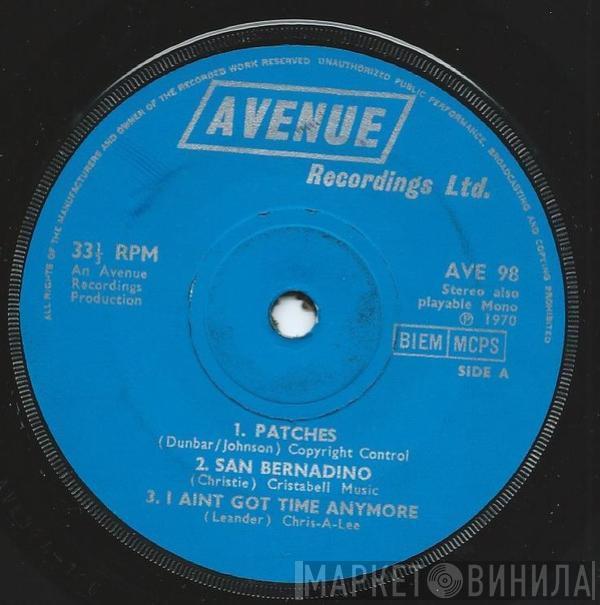 ALL RIGHTS OF THE MANUFACTURERS AND OWNER OF THE RECORDED WORK RESERVED UNAUTHORIZED PUBLIC PERFORMANCE, BROADCASTING AND COPYING PROHIBITED
AVENUE
Recordings Ltd.
33⅓ RPM
An Avenue
Recordings
Production
AVE 98
Stereo also
playable Mono
Ⓟ 1970
BIEM MCPS
SIDE A
1. PATCHES
(Dunbar/Johnson) Copyright Control
2. SAN BERNADINO
(Christie) Cristabell Music
3. I AINT GOT TIME ANYMORE
(Leander) Chris-A-Lee
МАРКЕТ ВИНИЛА